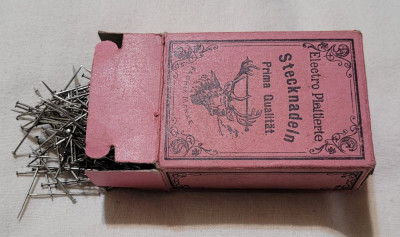 Electro Plattierte
Stecknadeln
Prima Qualität